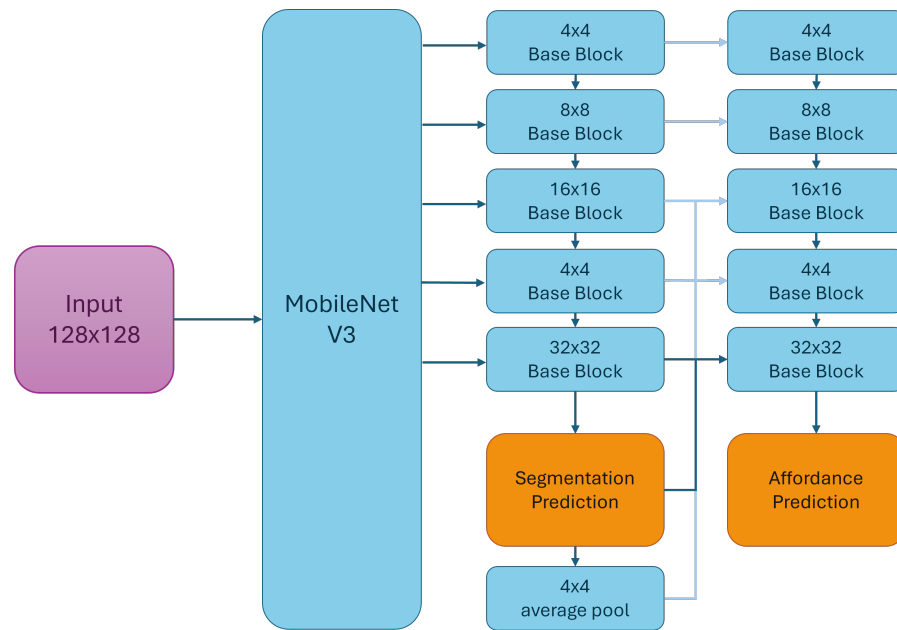 Input
128x128
MobileNet
V3
4x4
Base Block
8x8
Base Block
16x16
Base Block
4x4
Base Block
32x32
Base Block
Segmentation
Prediction
4x4
average pool
4x4
Base Block
8x8
Base Block
16x16
Base Block
4x4
Base Block
32x32
Base Block
Affordance
Prediction